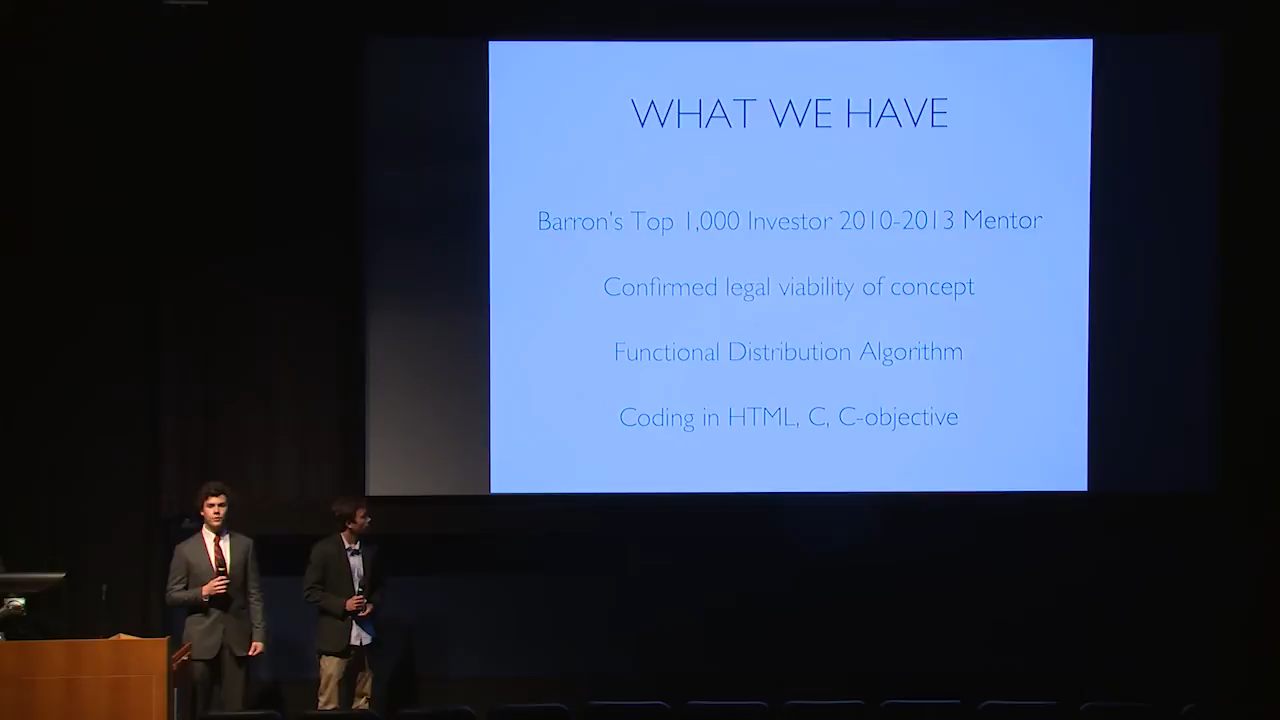 WHAT WE HAVE
Barron's Top 1,000 Investor 2010-2013 Mentor
Confirmed legal viability of concept
Functional Distribution Algorithm
Coding in HTML, C, C-objective